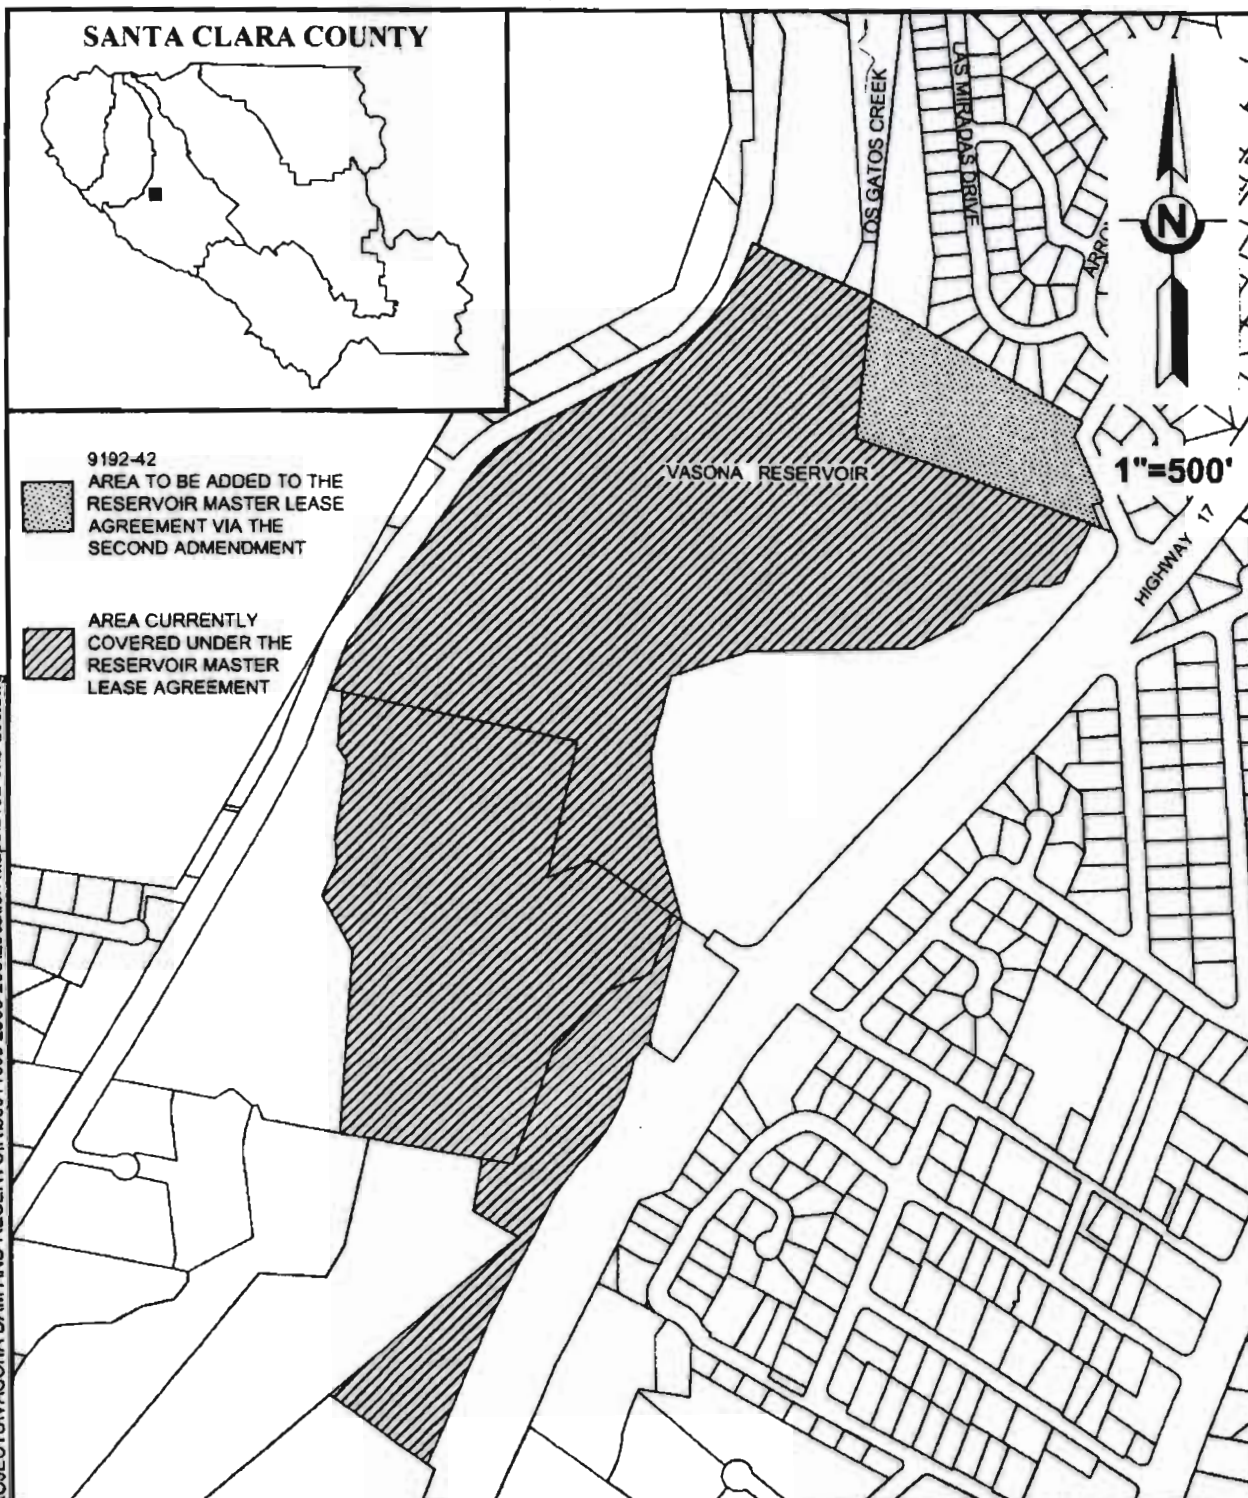 SANTA CLARA COUNTY
LOS GATOS CREEK
LAS MIRADAS DRIVE
N
1"=500'
9192-42
AREA TO BE ADDED TO THE
RESERVOIR MASTER LEASE
AGREEMENT VIA THE
SECOND ADMENDMENT
VASONA RESERVOIR
HIGHWAY 17
AREA CURRENTLY
COVERED UNDER THE
RESERVOIR MASTER
LEASE AGREEMENT